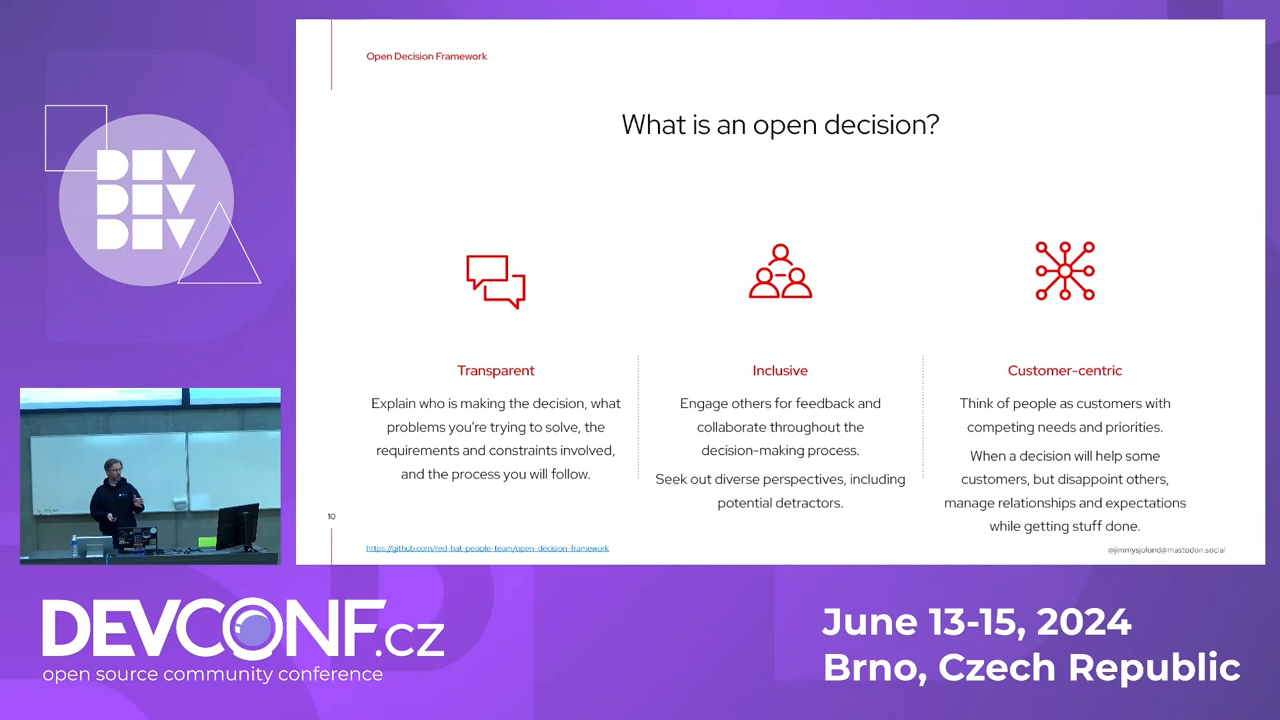 Open Decision Framework
What is an open decision?
Transparent
Explain who is making the decision, what
problems you're trying to solve, the
requirements and constraints involved,
and the process you will follow.
Inclusive
Engage others for feedback and
collaborate throughout the
decision-making process.
Seek out diverse perspectives, including
potential detractors.
Customer-centric
Think of people as customers with
competing needs and priorities.
When a decision will help some
customers, but disappoint others,
manage relationships and expectations
while getting stuff done.
10
https://github.com/red-hat-people-team/open-decision-framework
@jimmysjolund@mastodon.social
DEV
DEV
DEV
DEVCONF.cz
open source community conference
June 13-15, 2024
Brno, Czech Republic